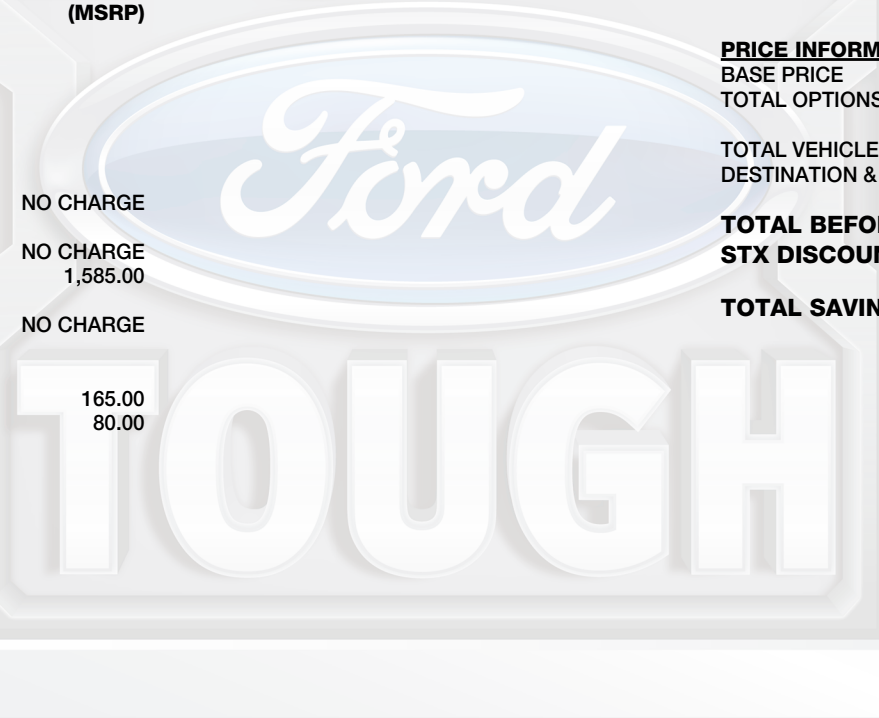 (MSRP)
NO CHARGE
NO CHARGE
1,585.00
NO CHARGE
165.00
80.00
PRICE INFORM
BASE PRICE
TOTAL OPTIONS
TOTAL VEHICLE
DESTINATION &
TOTAL BEFO
STX DISCOU
TOTAL SAVIN
Ford
TOUGH